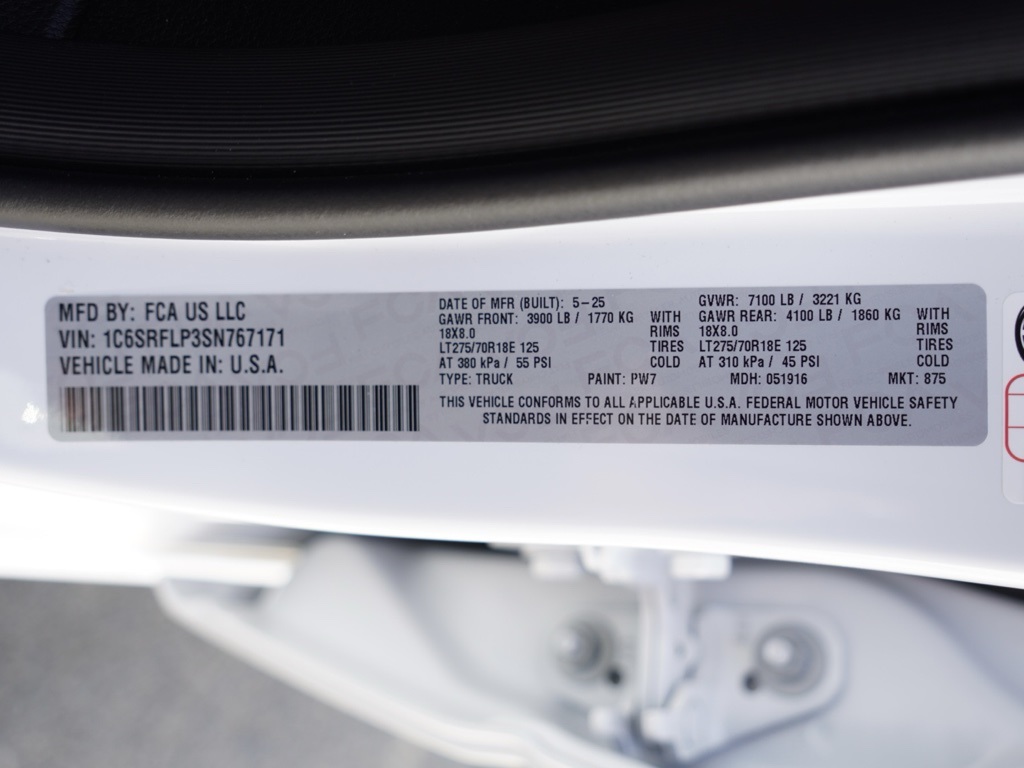 MFD BY: FCA US LLC
VIN: 1C6SRFLP3SN767171
VEHICLE MADE IN: U.S.A.
DATE OF MFR (BUILT): 5-25
GAWR FRONT: 3900 LB / 1770 KG WITH
18X8.0 RIMS
LT275/70R18E 125 TIRES
AT 380 kPa / 55 PSI COLD
GVWR: 7100 LB / 3221 KG
GAWR REAR: 4100 LB / 1860 KG WITH
18X8.0 RIMS
LT275/70R18E 125 TIRES
AT 310 kPa / 45 PSI COLD
TYPE: TRUCK PAINT: PW7 MDH: 051916 MKT: 875
THIS VEHICLE CONFORMS TO ALL APPLICABLE U.S.A. FEDERAL MOTOR VEHICLE SAFETY
STANDARDS IN EFFECT ON THE DATE OF MANUFACTURE SHOWN ABOVE.